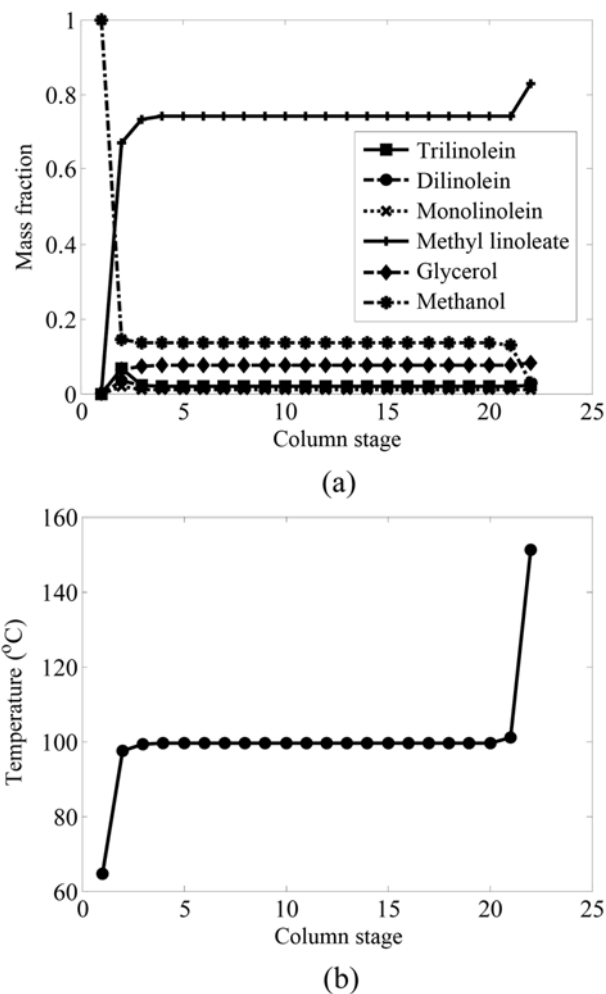 1
0.8
0.6
0.4
0.2
0
Mass fraction
Trilinolein
Dilinolein
Monolinolein
Methyl linoleate
Glycerol
Methanol
0 5 10 15 20 25
Column stage
(a)
160
140
120
100
80
60
Temperature (°C)
0 5 10 15 20 25
Column stage
(b)